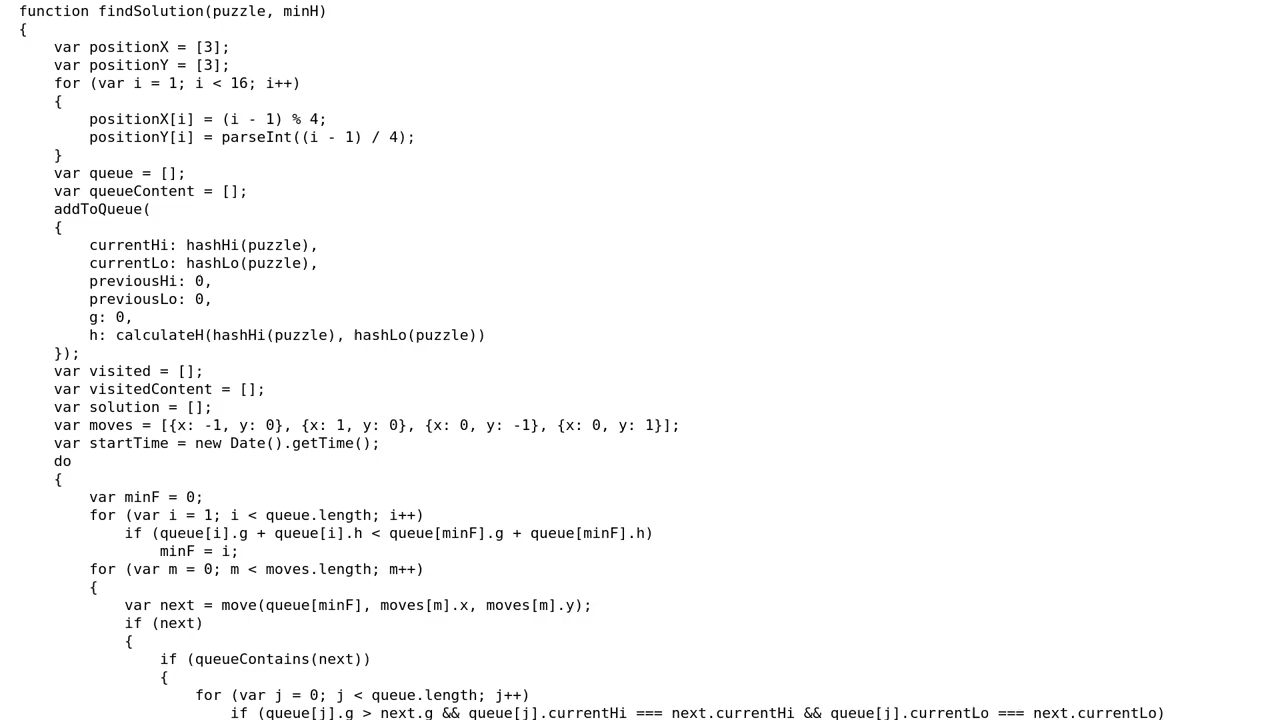 function findSolution(puzzle, minH)
{
    var positionX = [3];
    var positionY = [3];
    for (var i = 1; i < 16; i++)
    {
        positionX[i] = (i - 1) % 4;
        positionY[i] = parseInt((i - 1) / 4);
    }
    var queue = [];
    var queueContent = [];
    addToQueue(
    {
        currentHi: hashHi(puzzle),
        currentLo: hashLo(puzzle),
        previousHi: 0,
        previousLo: 0,
        g: 0,
        h: calculateH(hashHi(puzzle), hashLo(puzzle))
    });
    var visited = [];
    var visitedContent = [];
    var solution = [];
    var moves = [{x: -1, y: 0}, {x: 1, y: 0}, {x: 0, y: -1}, {x: 0, y: 1}];
    var startTime = new Date().getTime();
    do
    {
        var minF = 0;
        for (var i = 1; i < queue.length; i++)
            if (queue[i].g + queue[i].h < queue[minF].g + queue[minF].h)
                minF = i;
        for (var m = 0; m < moves.length; m++)
        {
            var next = move(queue[minF], moves[m].x, moves[m].y);
            if (next)
            {
                if (queueContains(next))
                {
                    for (var j = 0; j < queue.length; j++)
                        if (queue[j].g > next.g && queue[j].currentHi === next.currentHi && queue[j].currentLo === next.currentLo)